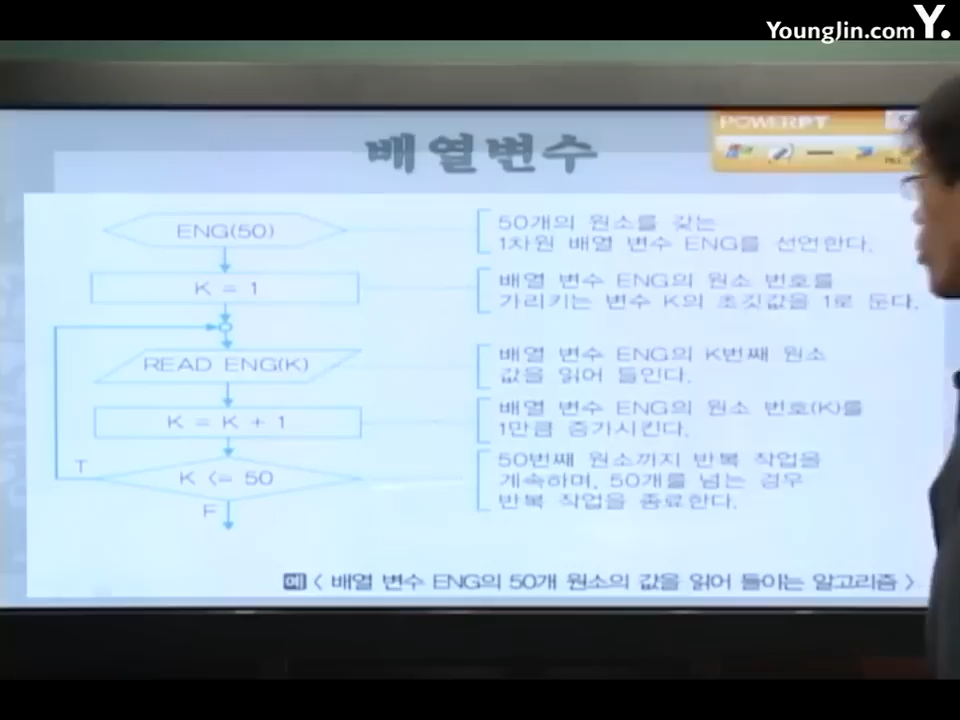 YoungJin.com Y.
POWERPT
배열변수
ENG(50)
50개의 원소를 갖는
1차원 배열 변수 ENG를 선언한다.
K = 1
배열 변수 ENG의 원소 번호를
가리키는 변수 K의 초깃값을 1로 둔다.
READ ENG(K)
배열 변수 ENG의 K번째 원소
값을 읽어 들인다.
K = K + 1
배열 변수 ENG의 원소 번호(K)를
1만큼 증가시킨다.
T
K <= 50
F
50번째 원소까지 반복 작업을
계속하며, 50개를 넘는 경우
반복 작업을 종료한다.
예 < 배열 변수 ENG의 50개 원소의 값을 읽어 들이는 알고리즘 >